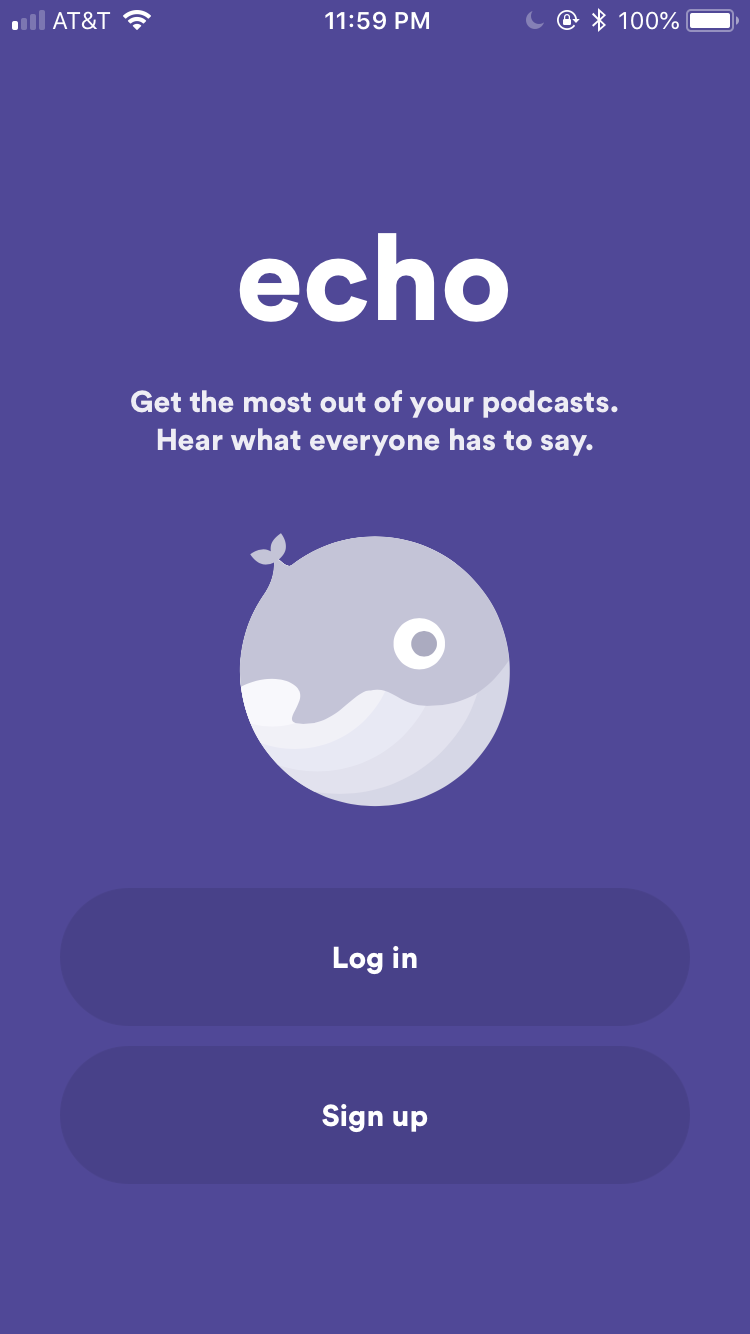 AT&T 11:59 PM 100%
echo
Get the most out of your podcasts.
Hear what everyone has to say.
Log in
Sign up